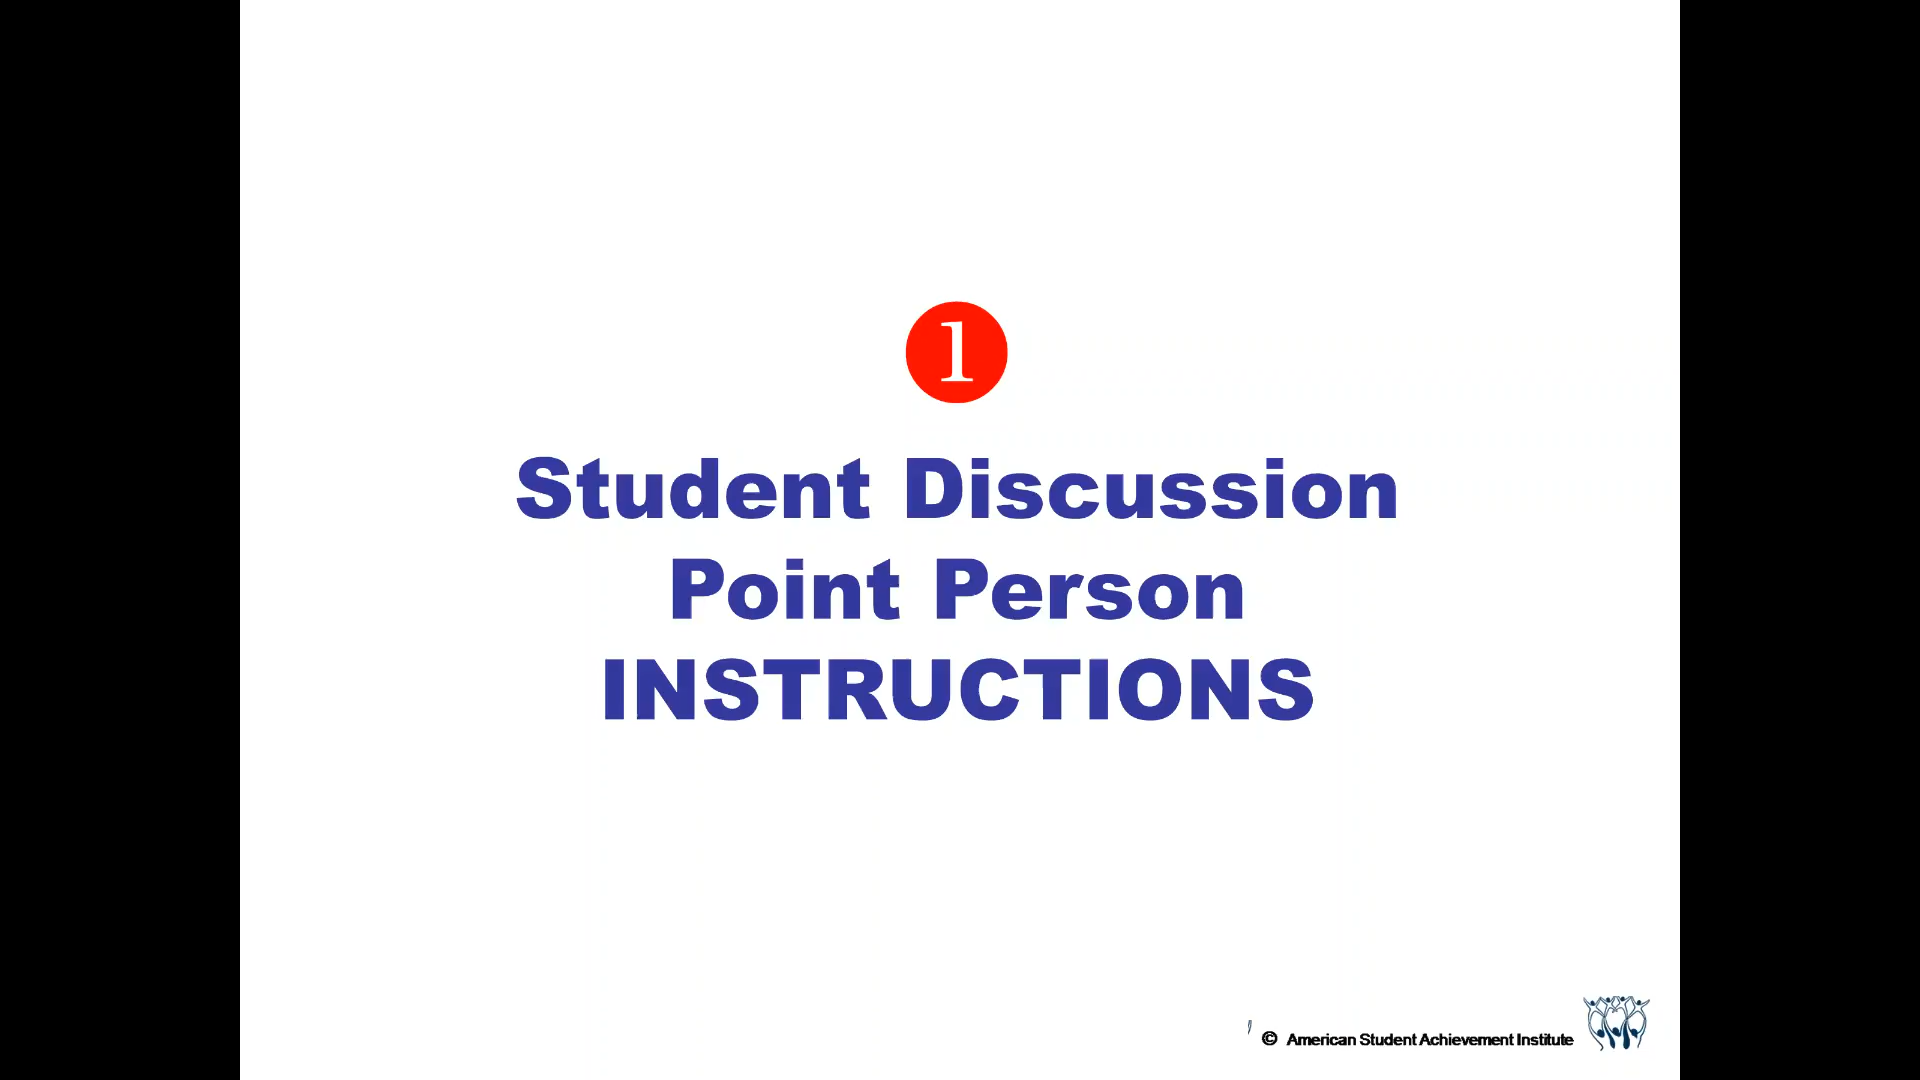 1
Student Discussion
Point Person
INSTRUCTIONS
© American Student Achievement Institute